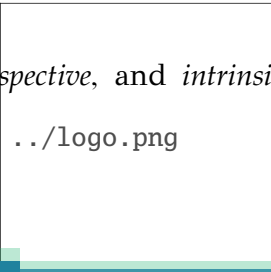 spective, and intrinsi
../logo.png